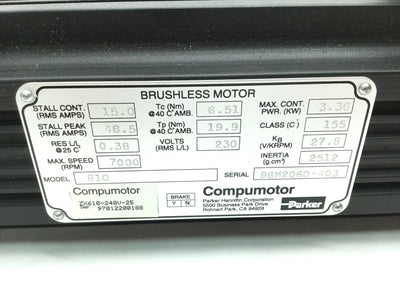 BRUSHLESS MOTOR
STALL CONT. (RMS AMPS) 15.0 Tc (Nm) @40 C˚AMB. 6.51 MAX. CONT. PWR. (KW) 3.36
STALL PEAK (RMS AMPS) 48.5 Tp (Nm) @40 C˚AMB. 19.9 CLASS (C˚) 155
RES L/L @25 C˚ 0.38 VOLTS (RMS L/L) 230 KB (V/KRPM) 27.8
MAX. SPEED (RPM) 7000 INERTIA (g.cm²) 2512
MODEL 610 SERIAL 96M206D-403
Compumotor BRAKE Y N Compumotor
ZX610-240V-25
Ser 97012200188
Parker Hannifin Corporation
5500 Business Park Drive
Rohnert Park, CA 94928
Parker